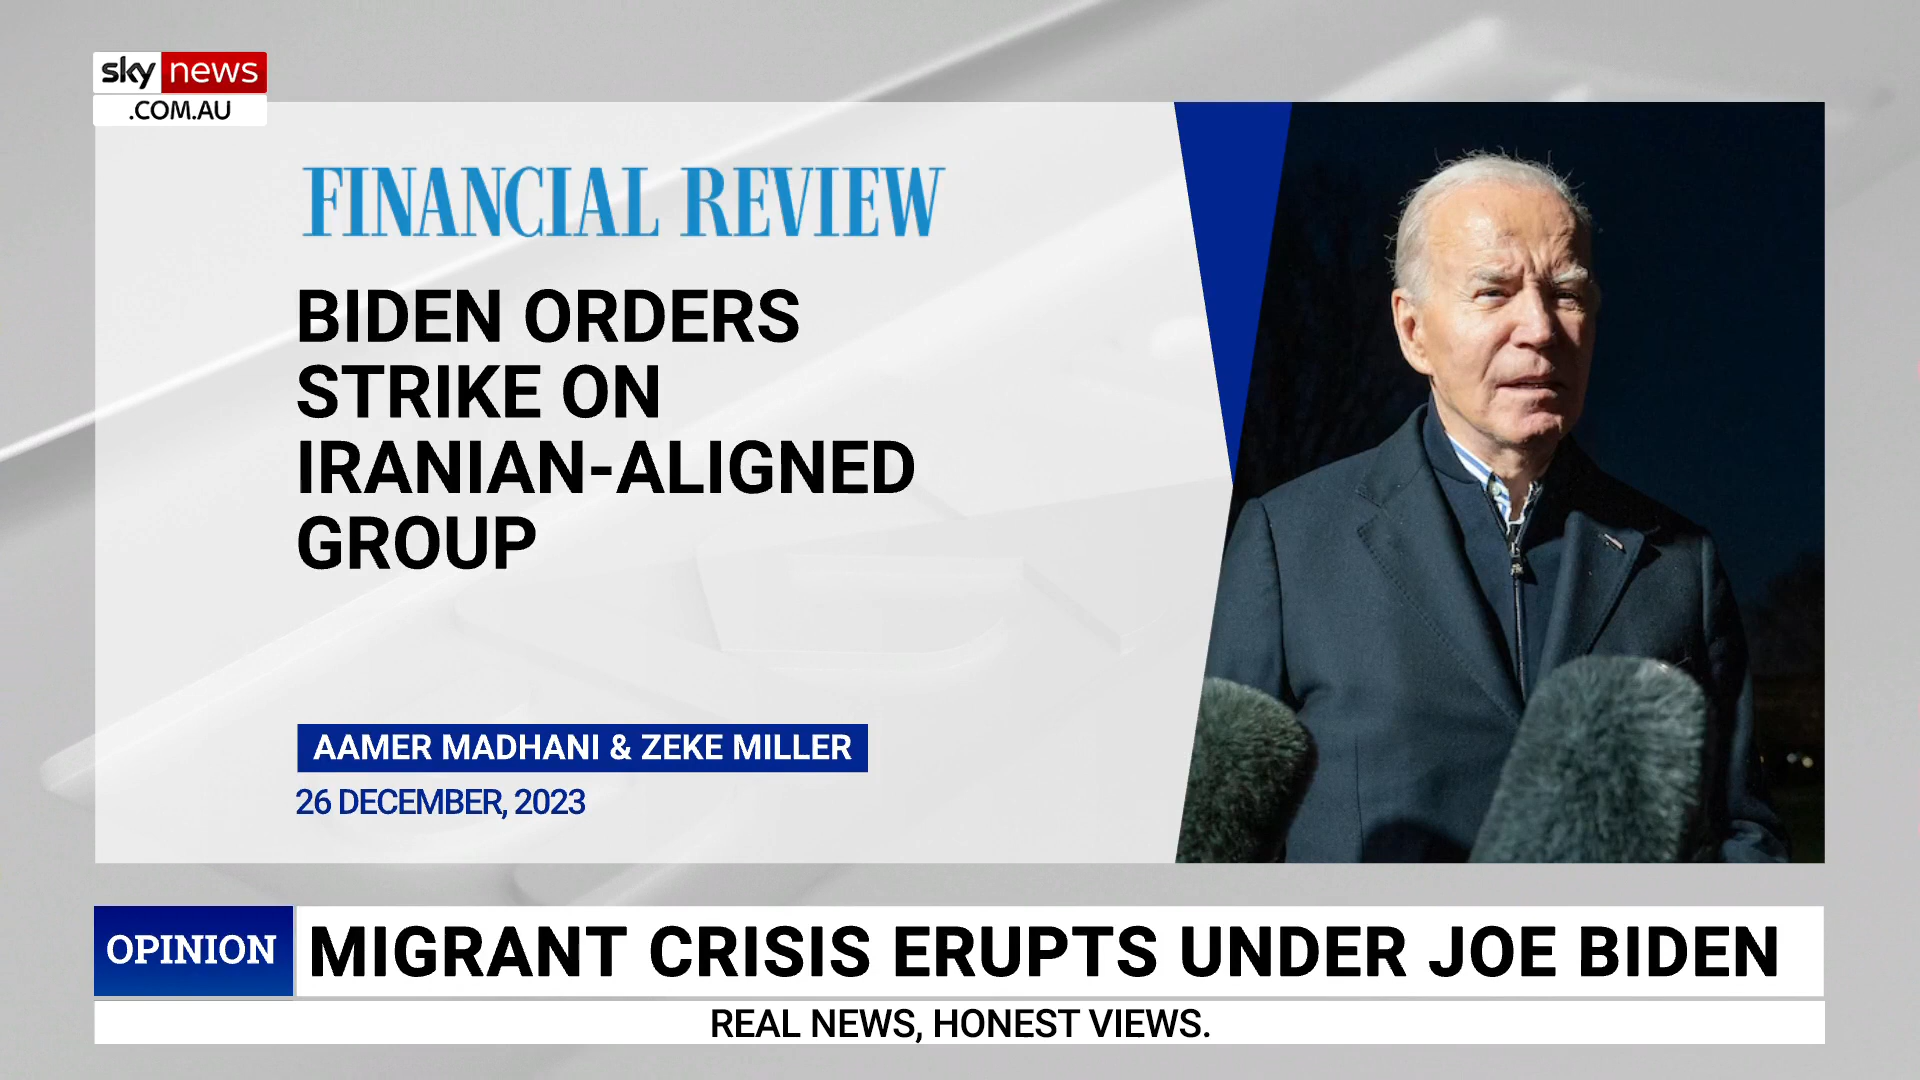 sky news
.COM.AU
FINANCIAL REVIEW
BIDEN ORDERS
STRIKE ON
IRANIAN-ALIGNED
GROUP
AAMER MADHANI & ZEKE MILLER
26 DECEMBER, 2023
OPINION
MIGRANT CRISIS ERUPTS UNDER JOE BIDEN
REAL NEWS, HONEST VIEWS.